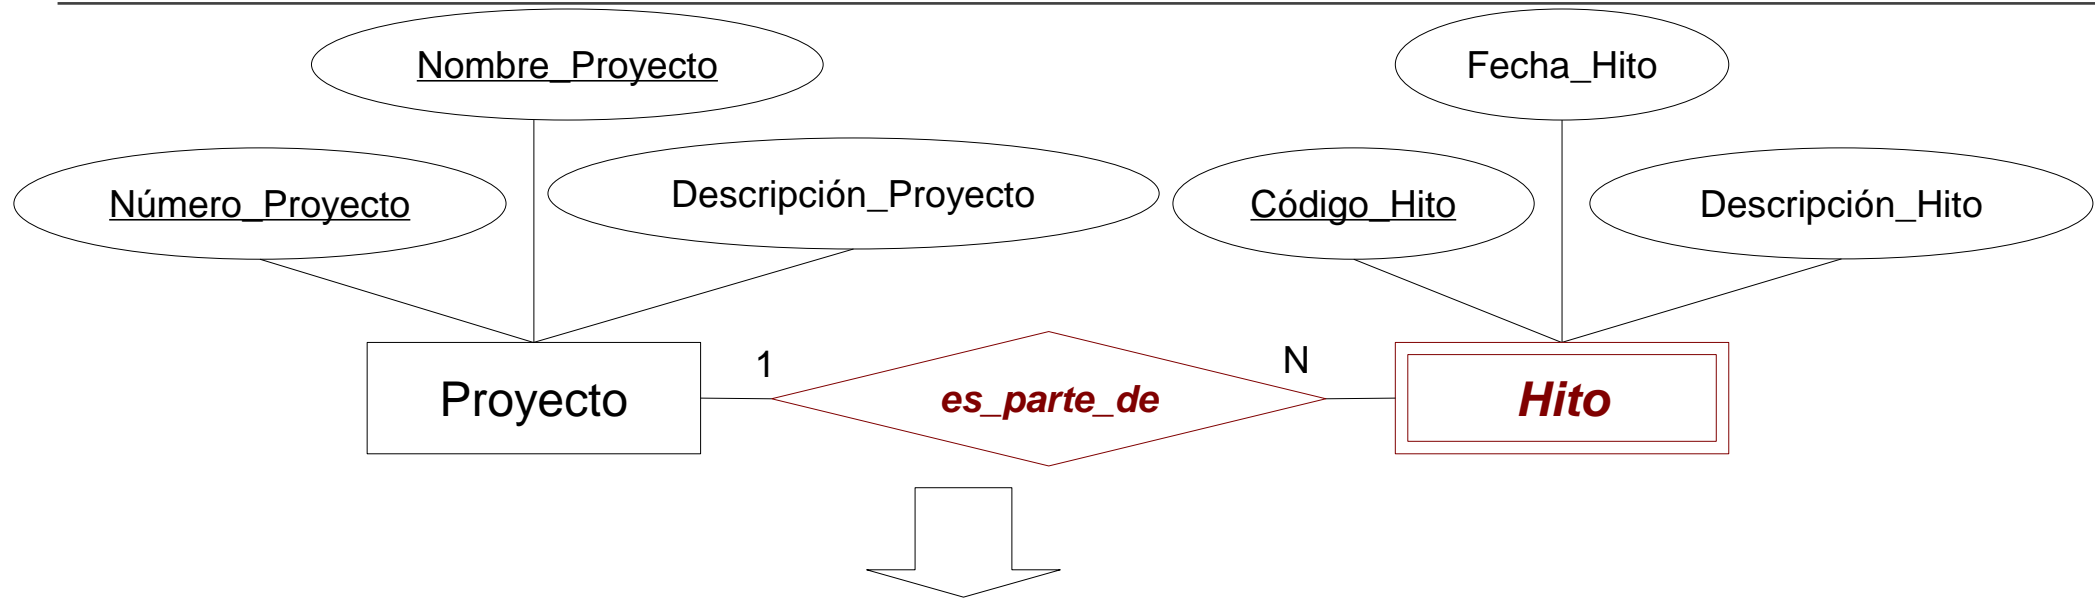 Nombre_Proyecto
Fecha_Hito
Número_Proyecto
Descripción_Proyecto
Código_Hito
Descripción_Hito
1
N
Proyecto
es_parte_de
Hito